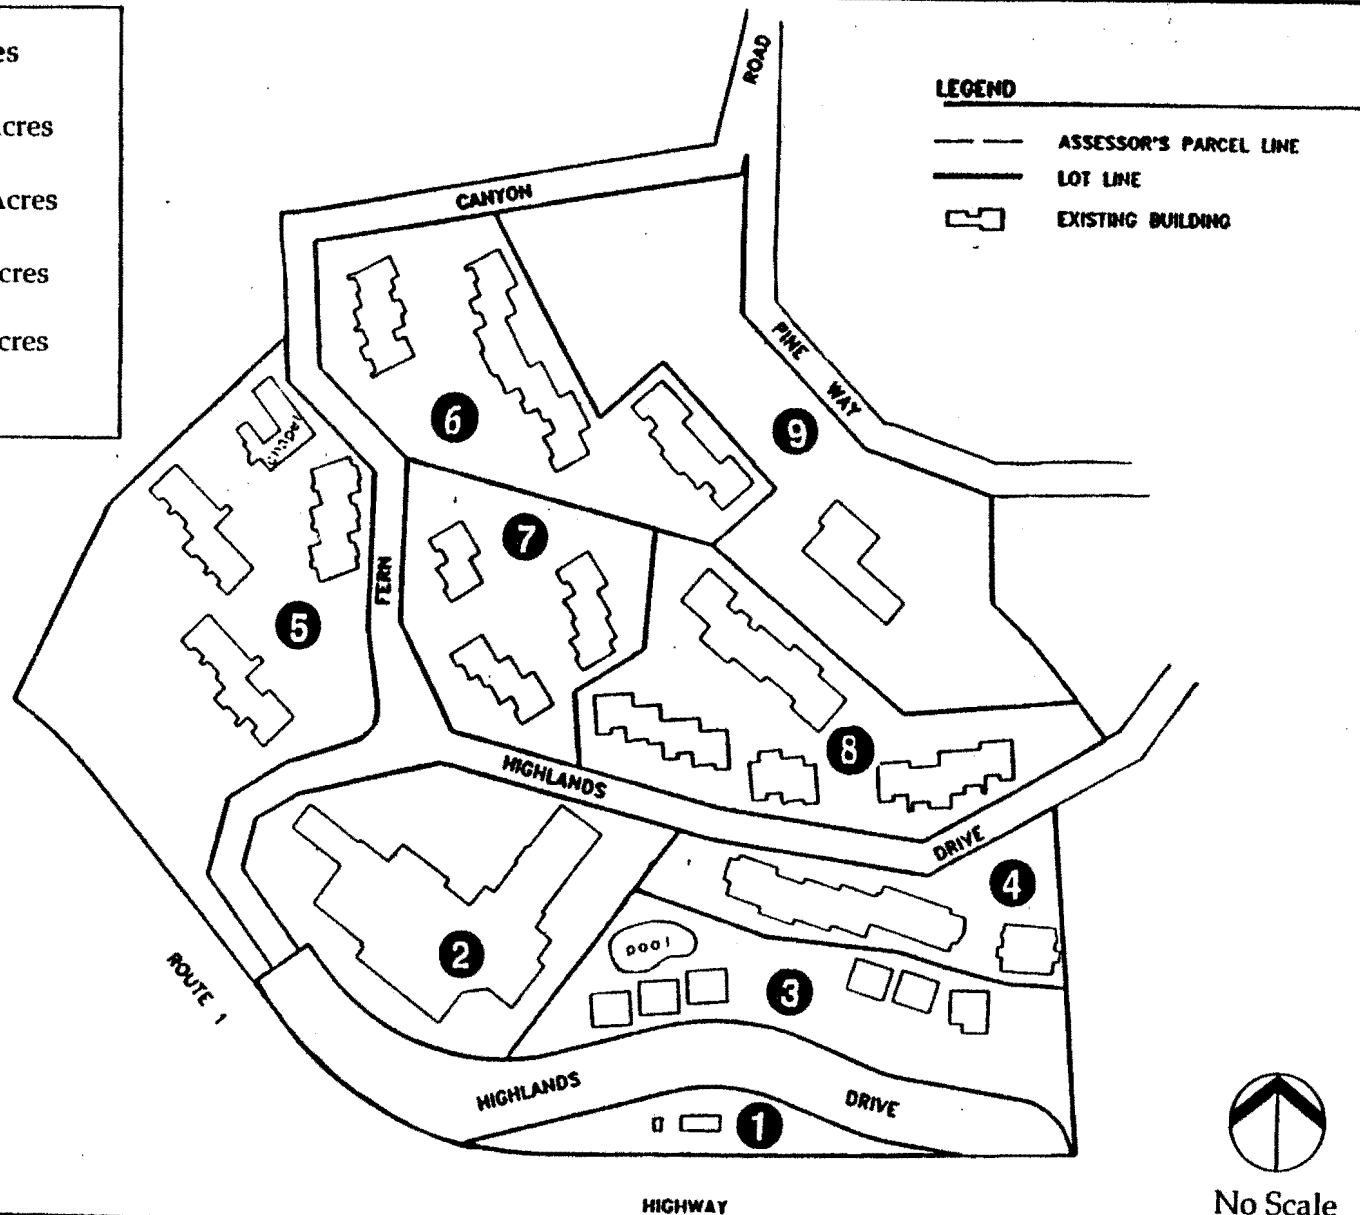 es
cres
Acres
cres
cres
ROAD
LEGEND
ASSESSOR'S PARCEL LINE
LOT LINE
EXISTING BUILDING
CANYON
PINE WAY
6
9
7
FERN
5
8
HIGHLANDS
DRIVE
4
2
pool
3
ROUTE 1
HIGHLANDS
DRIVE
1
HIGHWAY
No Scale